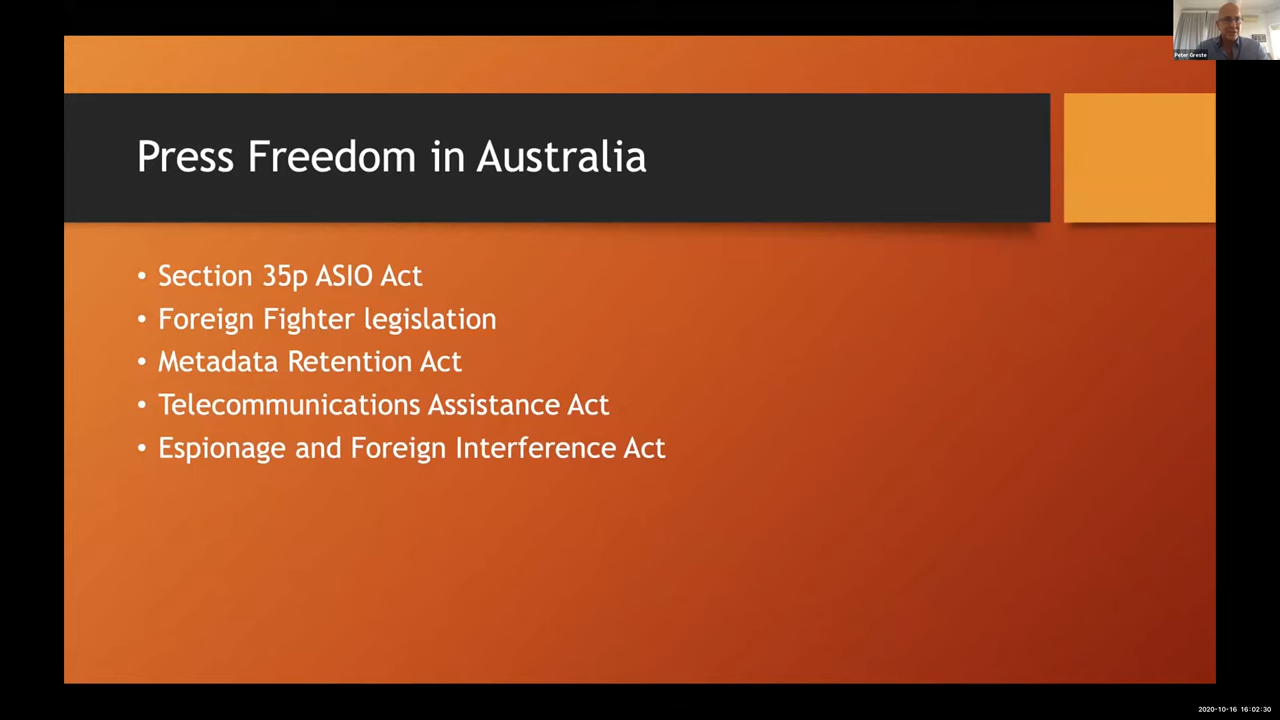 Peter Greste
Press Freedom in Australia
• Section 35p ASIO Act
• Foreign Fighter legislation
• Metadata Retention Act
• Telecommunications Assistance Act
• Espionage and Foreign Interference Act
2020-10-16 16:02:30